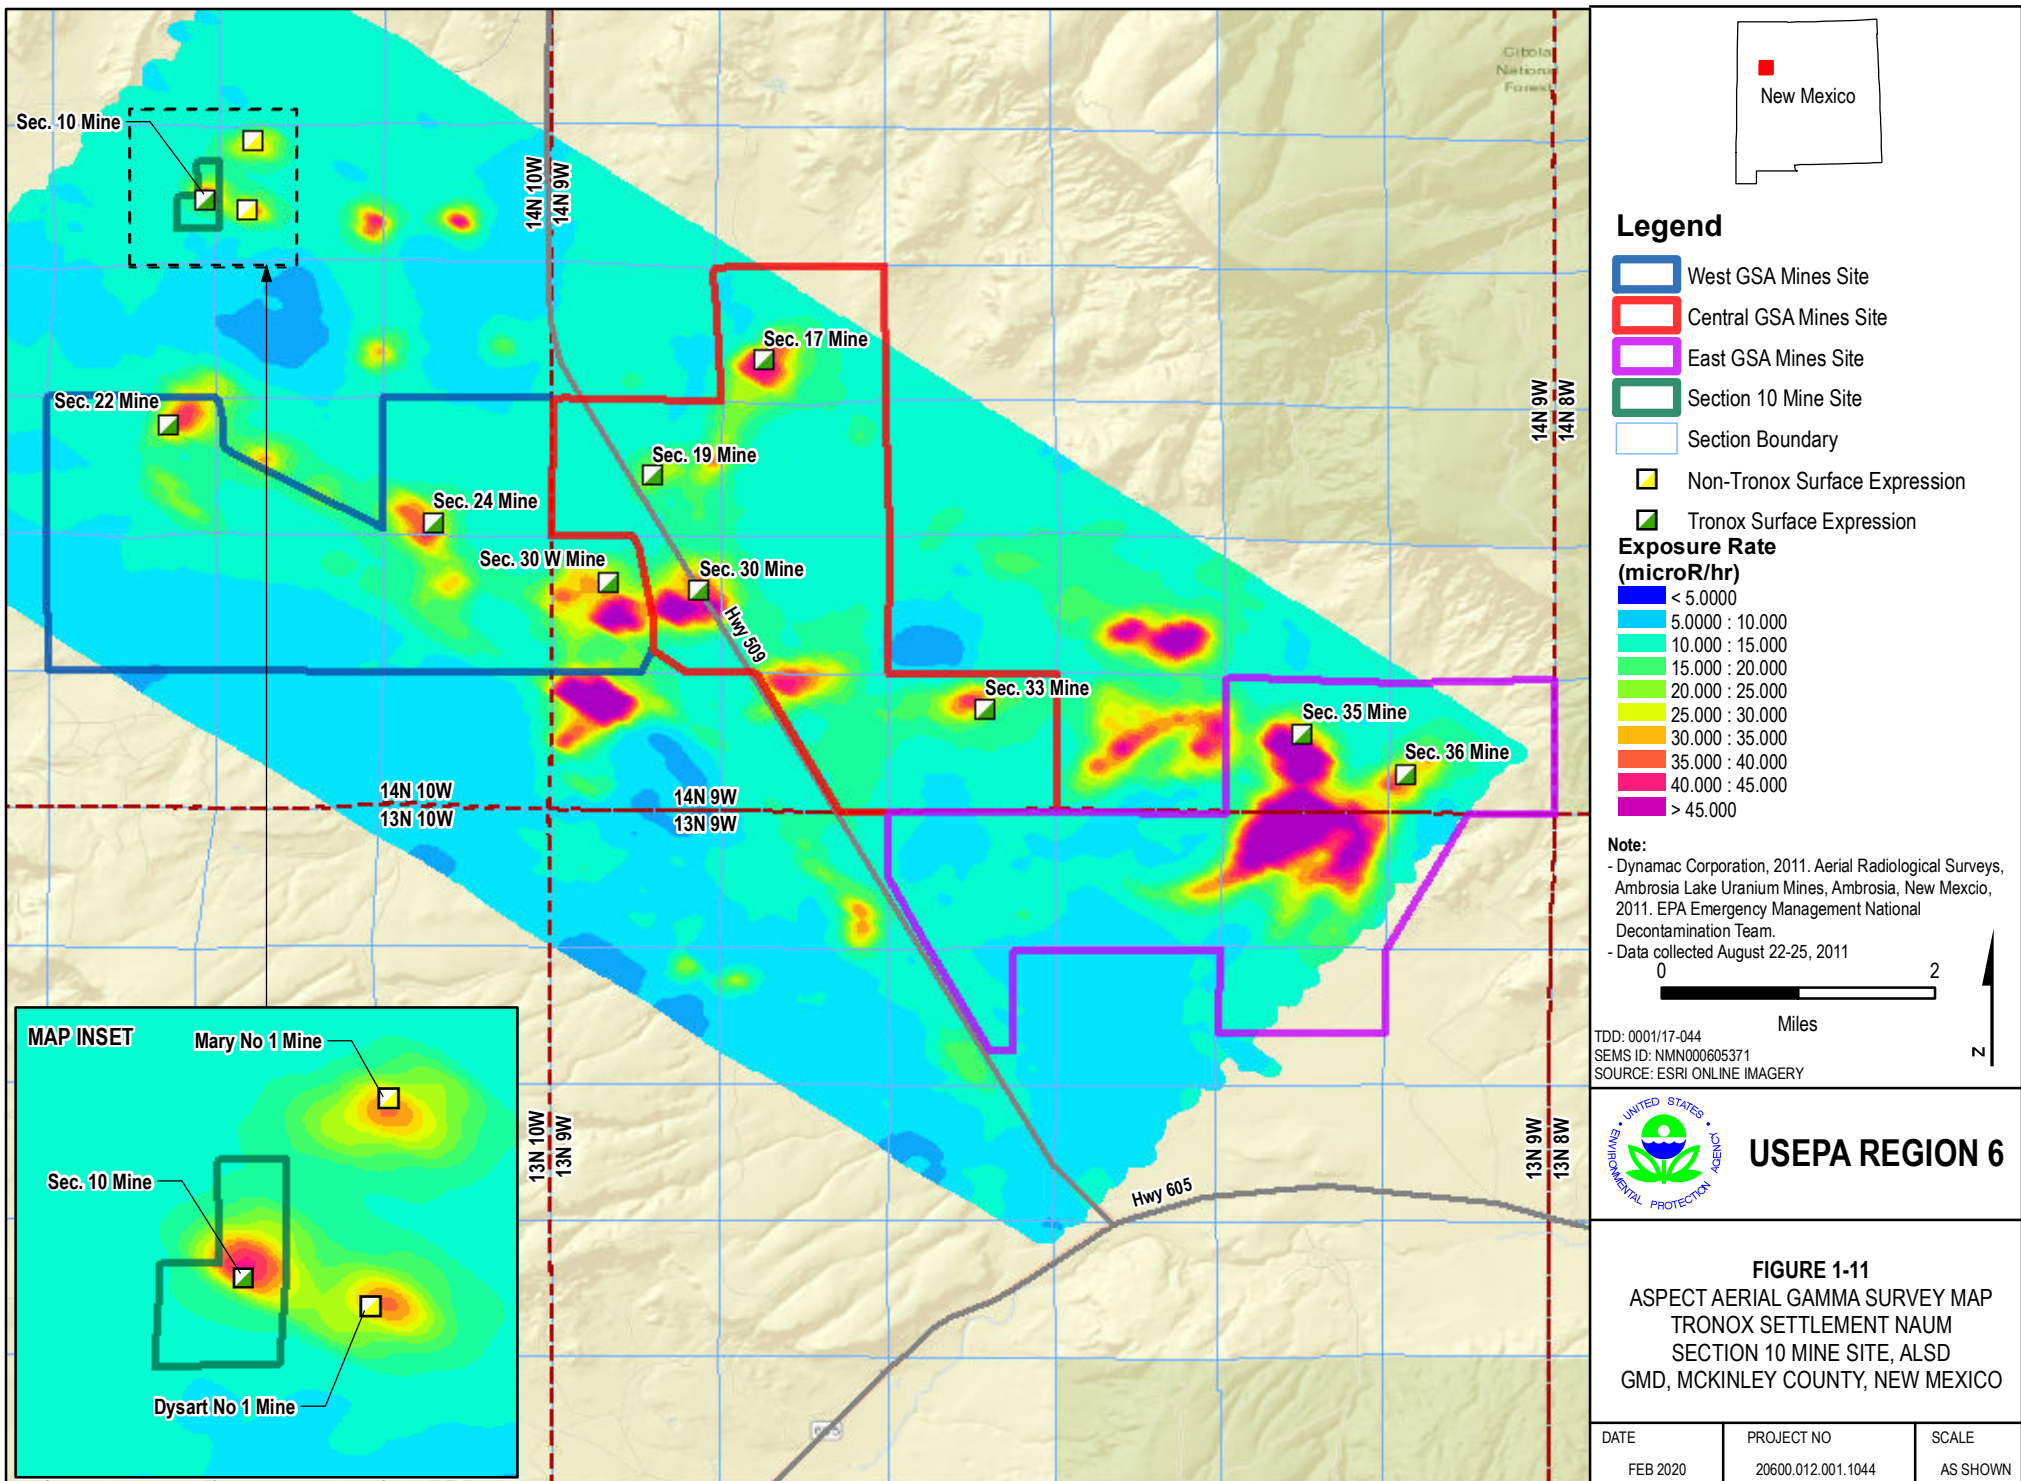 Cibola
National
Forest
Sec. 10 Mine
14N 10W
14N 9W
Sec. 17 Mine
Sec. 22 Mine
14N 9W
14N 8W
Sec. 19 Mine
Sec. 24 Mine
Sec. 30 W Mine
Sec. 30 Mine
Hwy 509
Sec. 33 Mine
Sec. 35 Mine
Sec. 36 Mine
14N 10W
13N 10W
14N 9W
13N 9W
13N 10W
13N 9W
13N 9W
13N 8W
Hwy 605
605
MAP INSET
Mary No 1 Mine
Sec. 10 Mine
Dysart No 1 Mine
New Mexico
Legend
West GSA Mines Site
Central GSA Mines Site
East GSA Mines Site
Section 10 Mine Site
Section Boundary
Non-Tronox Surface Expression
Tronox Surface Expression
Exposure Rate
(microR/hr)
< 5.0000
5.0000 : 10.000
10.000 : 15.000
15.000 : 20.000
20.000 : 25.000
25.000 : 30.000
30.000 : 35.000
35.000 : 40.000
40.000 : 45.000
> 45.000
Note:
- Dynamac Corporation, 2011. Aerial Radiological Surveys,
Ambrosia Lake Uranium Mines, Ambrosia, New Mexcio,
2011. EPA Emergency Management National
Decontamination Team.
- Data collected August 22-25, 2011
0 2
Miles
N
TDD: 0001/17-044
SEMS ID: NMN000605371
SOURCE: ESRI ONLINE IMAGERY
UNITED STATES
ENVIRONMENTAL PROTECTION AGENCY
USEPA REGION 6
FIGURE 1-11
ASPECT AERIAL GAMMA SURVEY MAP
TRONOX SETTLEMENT NAUM
SECTION 10 MINE SITE, ALSD
GMD, MCKINLEY COUNTY, NEW MEXICO
DATE PROJECT NO SCALE
FEB 2020 20600.012.001.1044 AS SHOWN